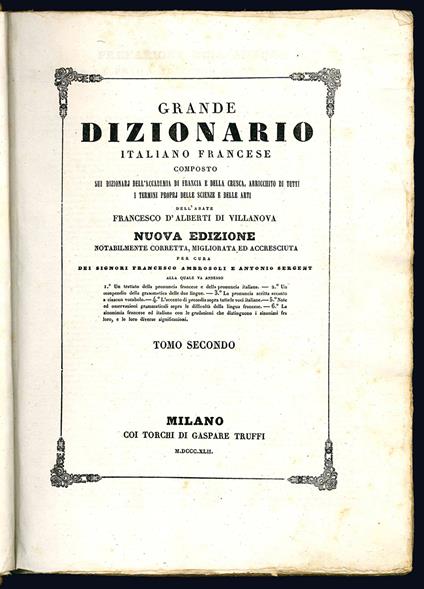 GRANDE
DIZIONARIO
ITALIANO FRANCESE
COMPOSTO
SUI DIZIONARJ DELL'ACCADEMIA DI FRANCIA E DELLA CRUSCA, ARRICCHITO DI TUTTI
I TERMINI PROPRJ DELLE SCIENZE E DELLE ARTI
DELL'ABATE
FRANCESCO D'ALBERTI DI VILLANOVA
NUOVA EDIZIONE
NOTABILMENTE CORRETTA, MIGLIORATA ED ACCRESCIUTA
PER CURA
DEI SIGNORI FRANCESCO AMBROSOLI E ANTONIO SERGENT
ALLA QUALE VA ANNESSO
1.° Un trattato della pronuncia francese e della pronuncia italiana. — 2.° Un
compendio della grammatica delle due lingue. — 3.° La pronuncia scritta accanto
a ciascun vocabolo. — 4.° L'accento di prosodia sopra tutte le voci italiane. — 5.° Note
ed osservazioni grammaticali sopra le difficoltà della lingua francese. — 6.° La
sinonimia francese ed italiana con le gradazioni che distinguono i sinonimi fra
loro, e le loro diverse significazioni.
TOMO SECONDO
MILANO
COI TORCHI DI GASPARE TRUFFI
M.DCCC.XLII.